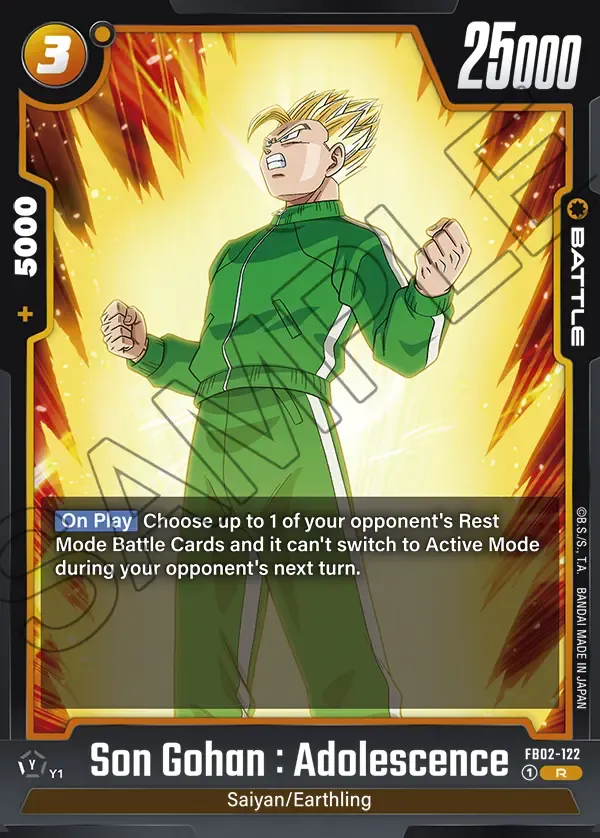 3
25000
+ 5000
BATTLE
SAMPLE
On Play Choose up to 1 of your opponent's Rest
Mode Battle Cards and it can't switch to Active Mode
during your opponent's next turn.
©B.S./S., T.A. BANDAI MADE IN JAPAN
Y Y1
Son Gohan : Adolescence
FB02-122
1 R
Saiyan/Earthling